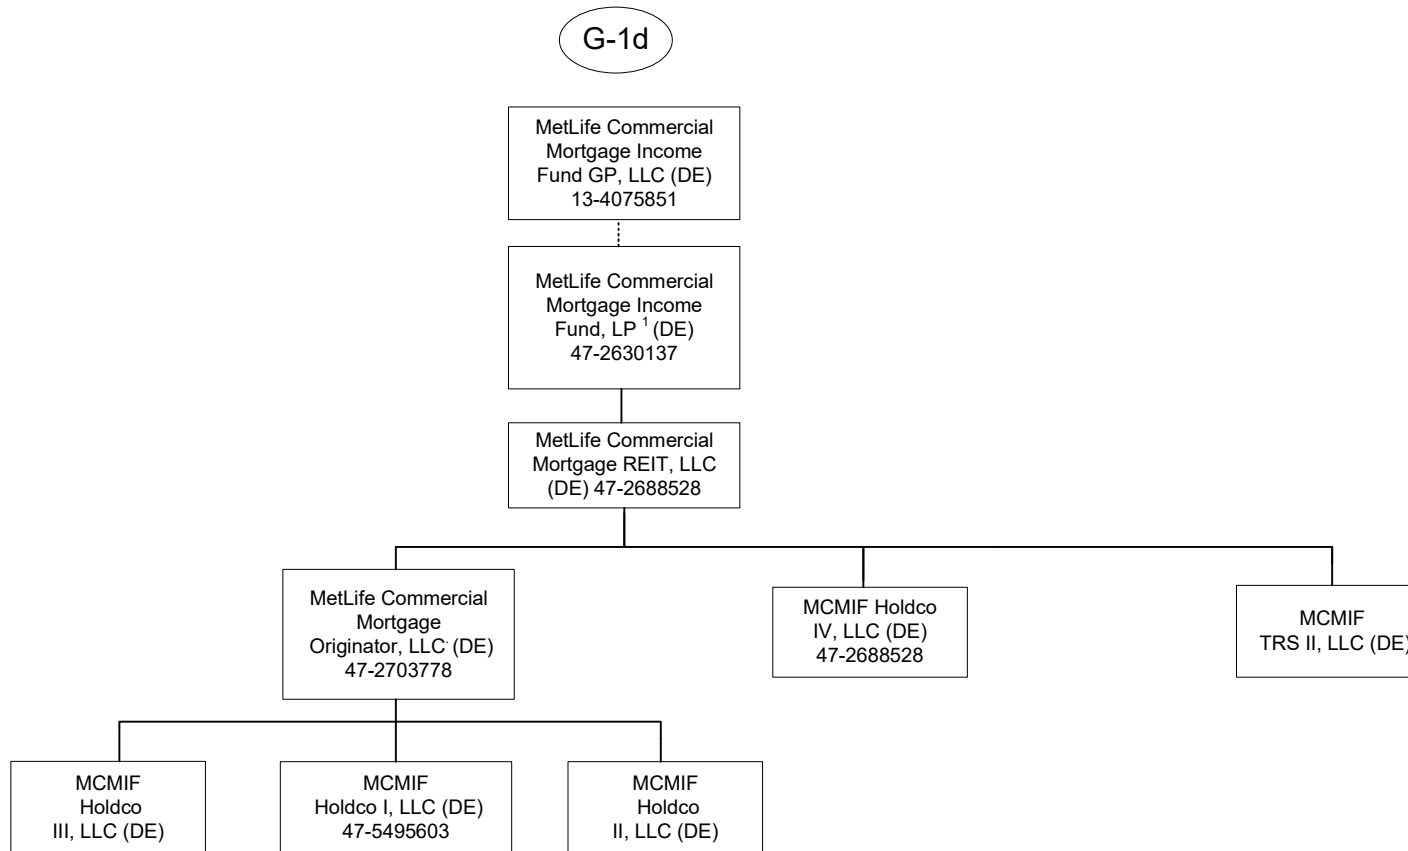 G-1d
MetLife Commercial
Mortgage Income
Fund GP, LLC (DE)
13-4075851
MetLife Commercial
Mortgage Income
Fund, LP ¹ (DE)
47-2630137
MetLife Commercial
Mortgage REIT, LLC
(DE) 47-2688528
MetLife Commercial
Mortgage
Originator, LLC (DE)
47-2703778
MCMIF Holdco
IV, LLC (DE)
47-2688528
MCMIF
TRS II, LLC (DE)
MCMIF
Holdco
III, LLC (DE)
MCMIF
Holdco I, LLC (DE)
47-5495603
MCMIF
Holdco
II, LLC (DE)